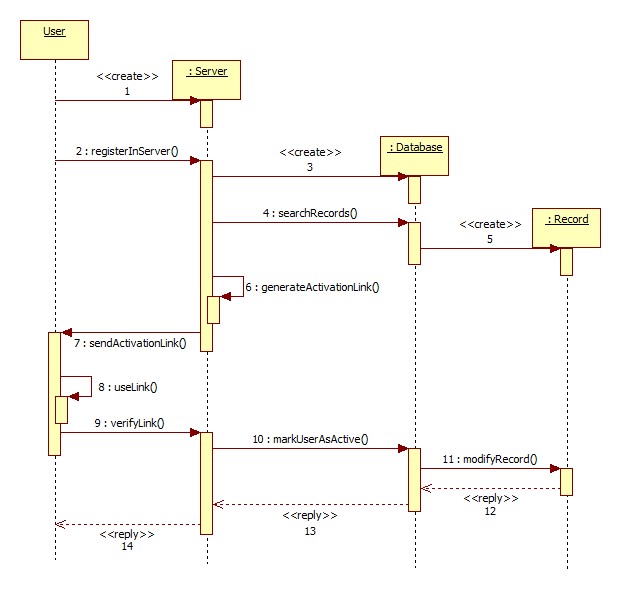 User
: Server
<<create>>
1
2 : registerInServer()
: Database
<<create>>
3
4 : searchRecords()
: Record
<<create>>
5
6 : generateActivationLink()
7 : sendActivationLink()
8 : useLink()
9 : verifyLink()
10 : markUserAsActive()
11 : modifyRecord()
<<reply>>
12
<<reply>>
13
<<reply>>
14